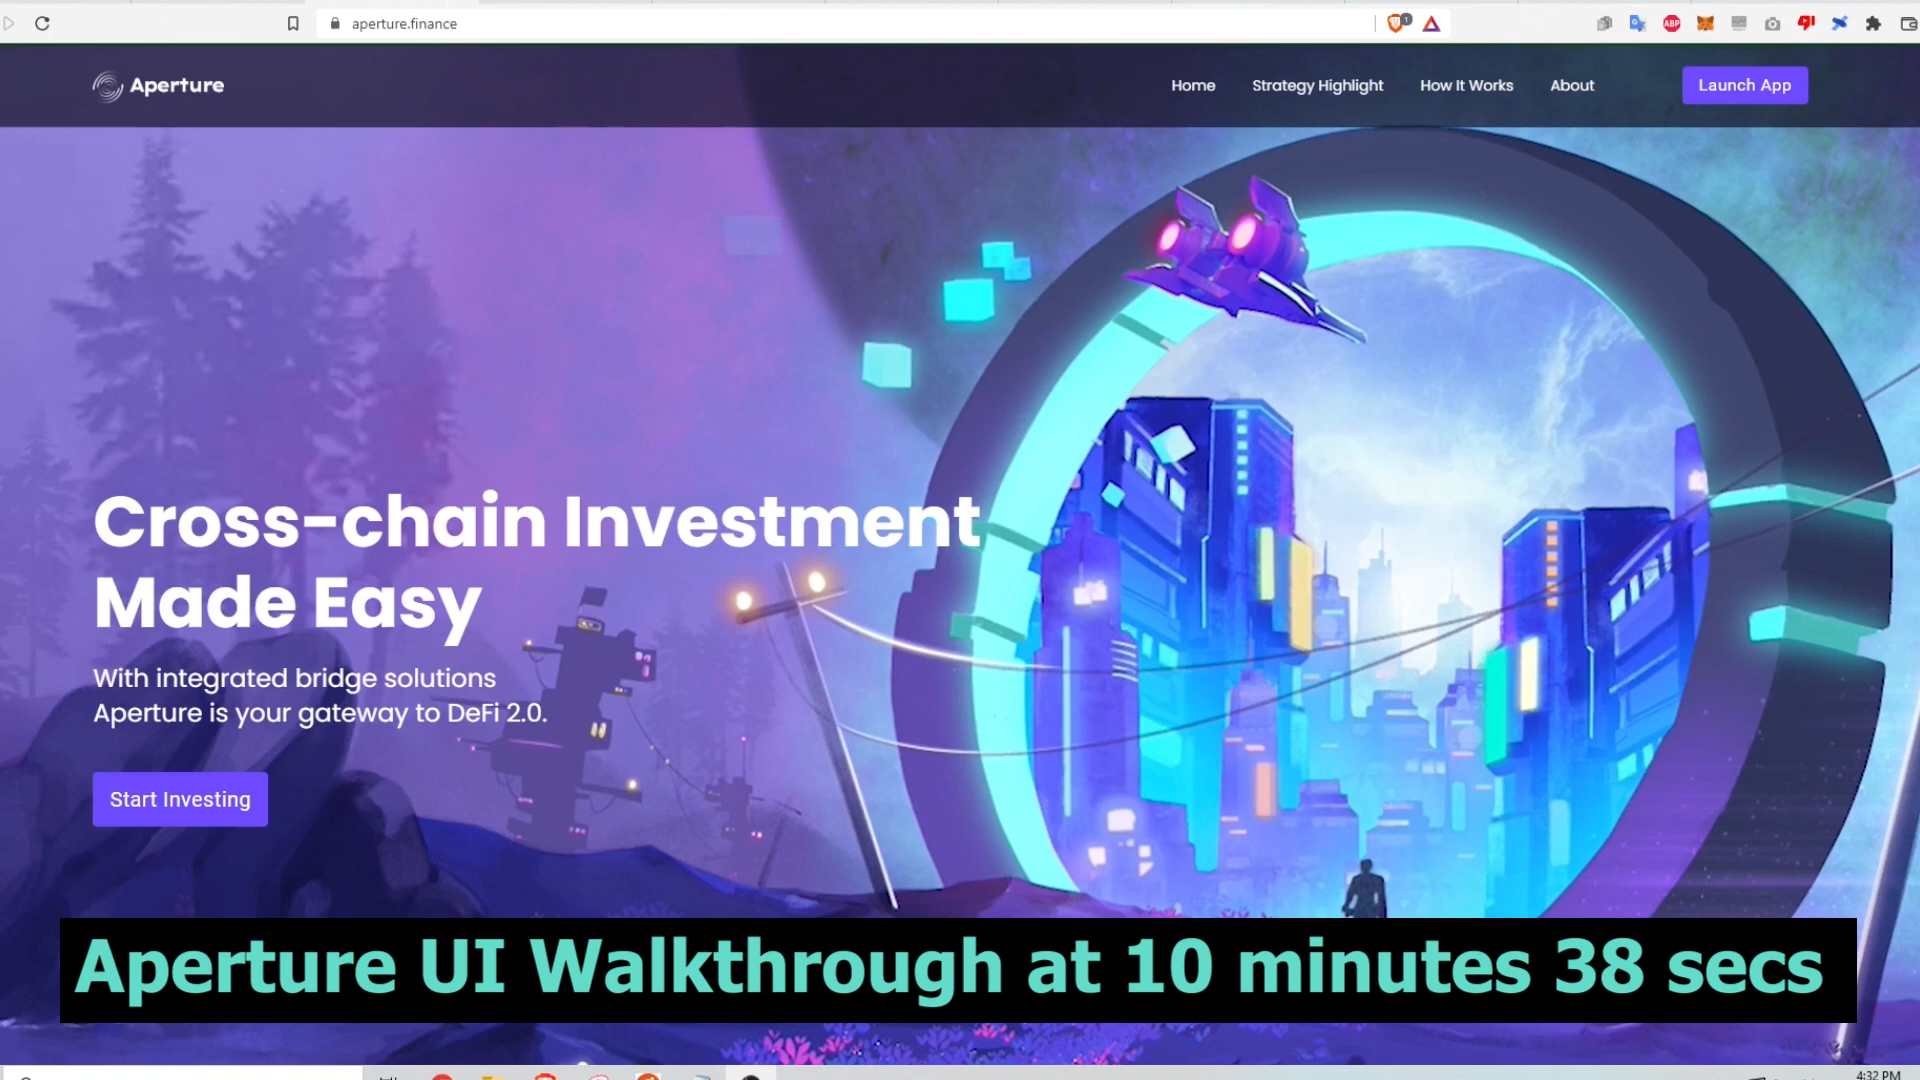 aperture.finance
1
ABP
Aperture
Home
Strategy Highlight
How It Works
About
Launch App
Cross-chain Investment
Made Easy
With integrated bridge solutions
Aperture is your gateway to DeFi 2.0.
Start Investing
Aperture UI Walkthrough at 10 minutes 38 secs
4:32 PM